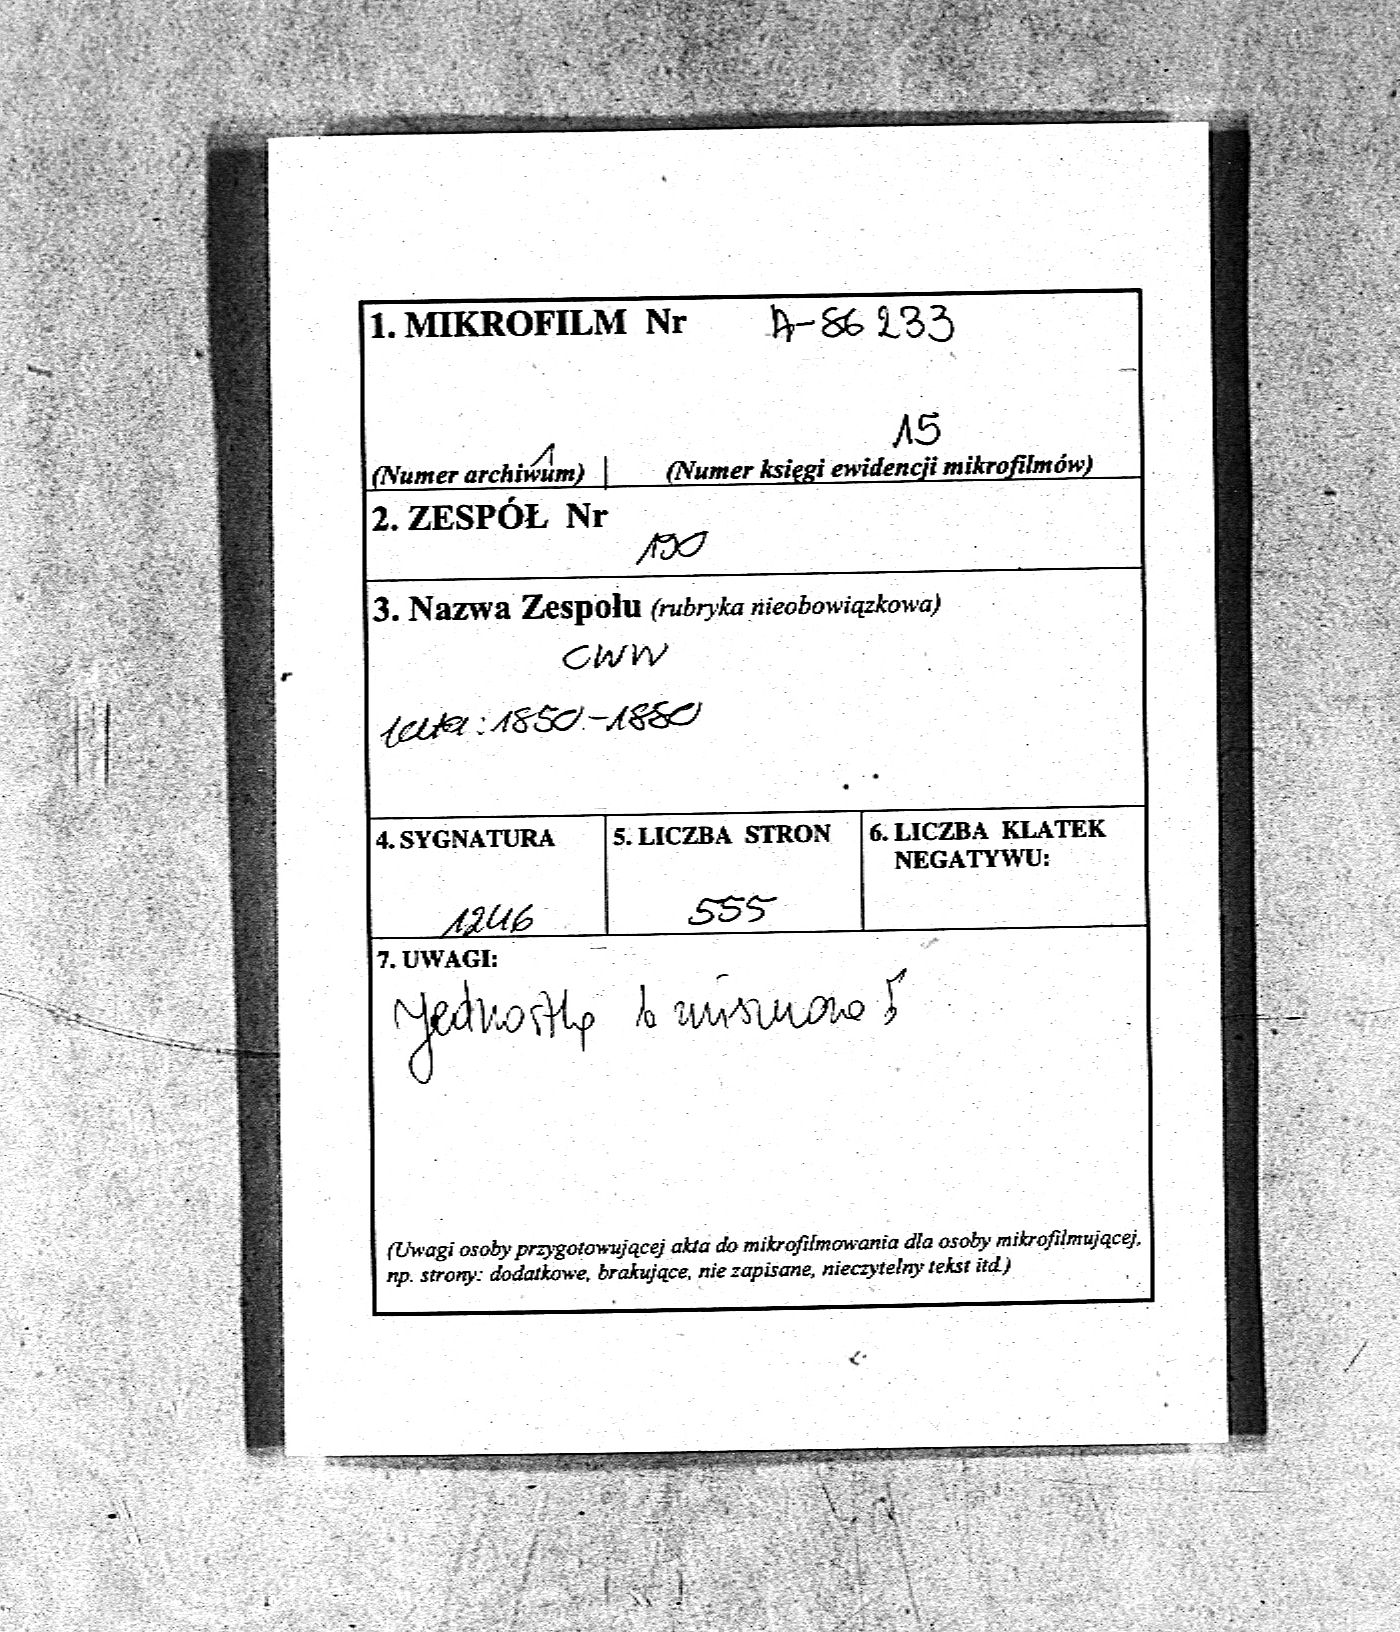 1. MIKROFILM Nr A-86 233
1 15
(Numer archiwum) (Numer księgi ewidencji mikrofilmów)
2. ZESPÓŁ Nr
190
3. Nazwa Zespołu (rubryka nieobowiązkowa)
CWW
lata: 1850-1880
4. SYGNATURA 5. LICZBA STRON 6. LICZBA KLATEK
NEGATYWU:
1246 555
7. UWAGI:
(Uwagi osoby przygotowującej akta do mikrofilmowania dla osoby mikrofilmującej,
np. strony: dodatkowe, brakujące, nie zapisane, nieczytelny tekst itd.)